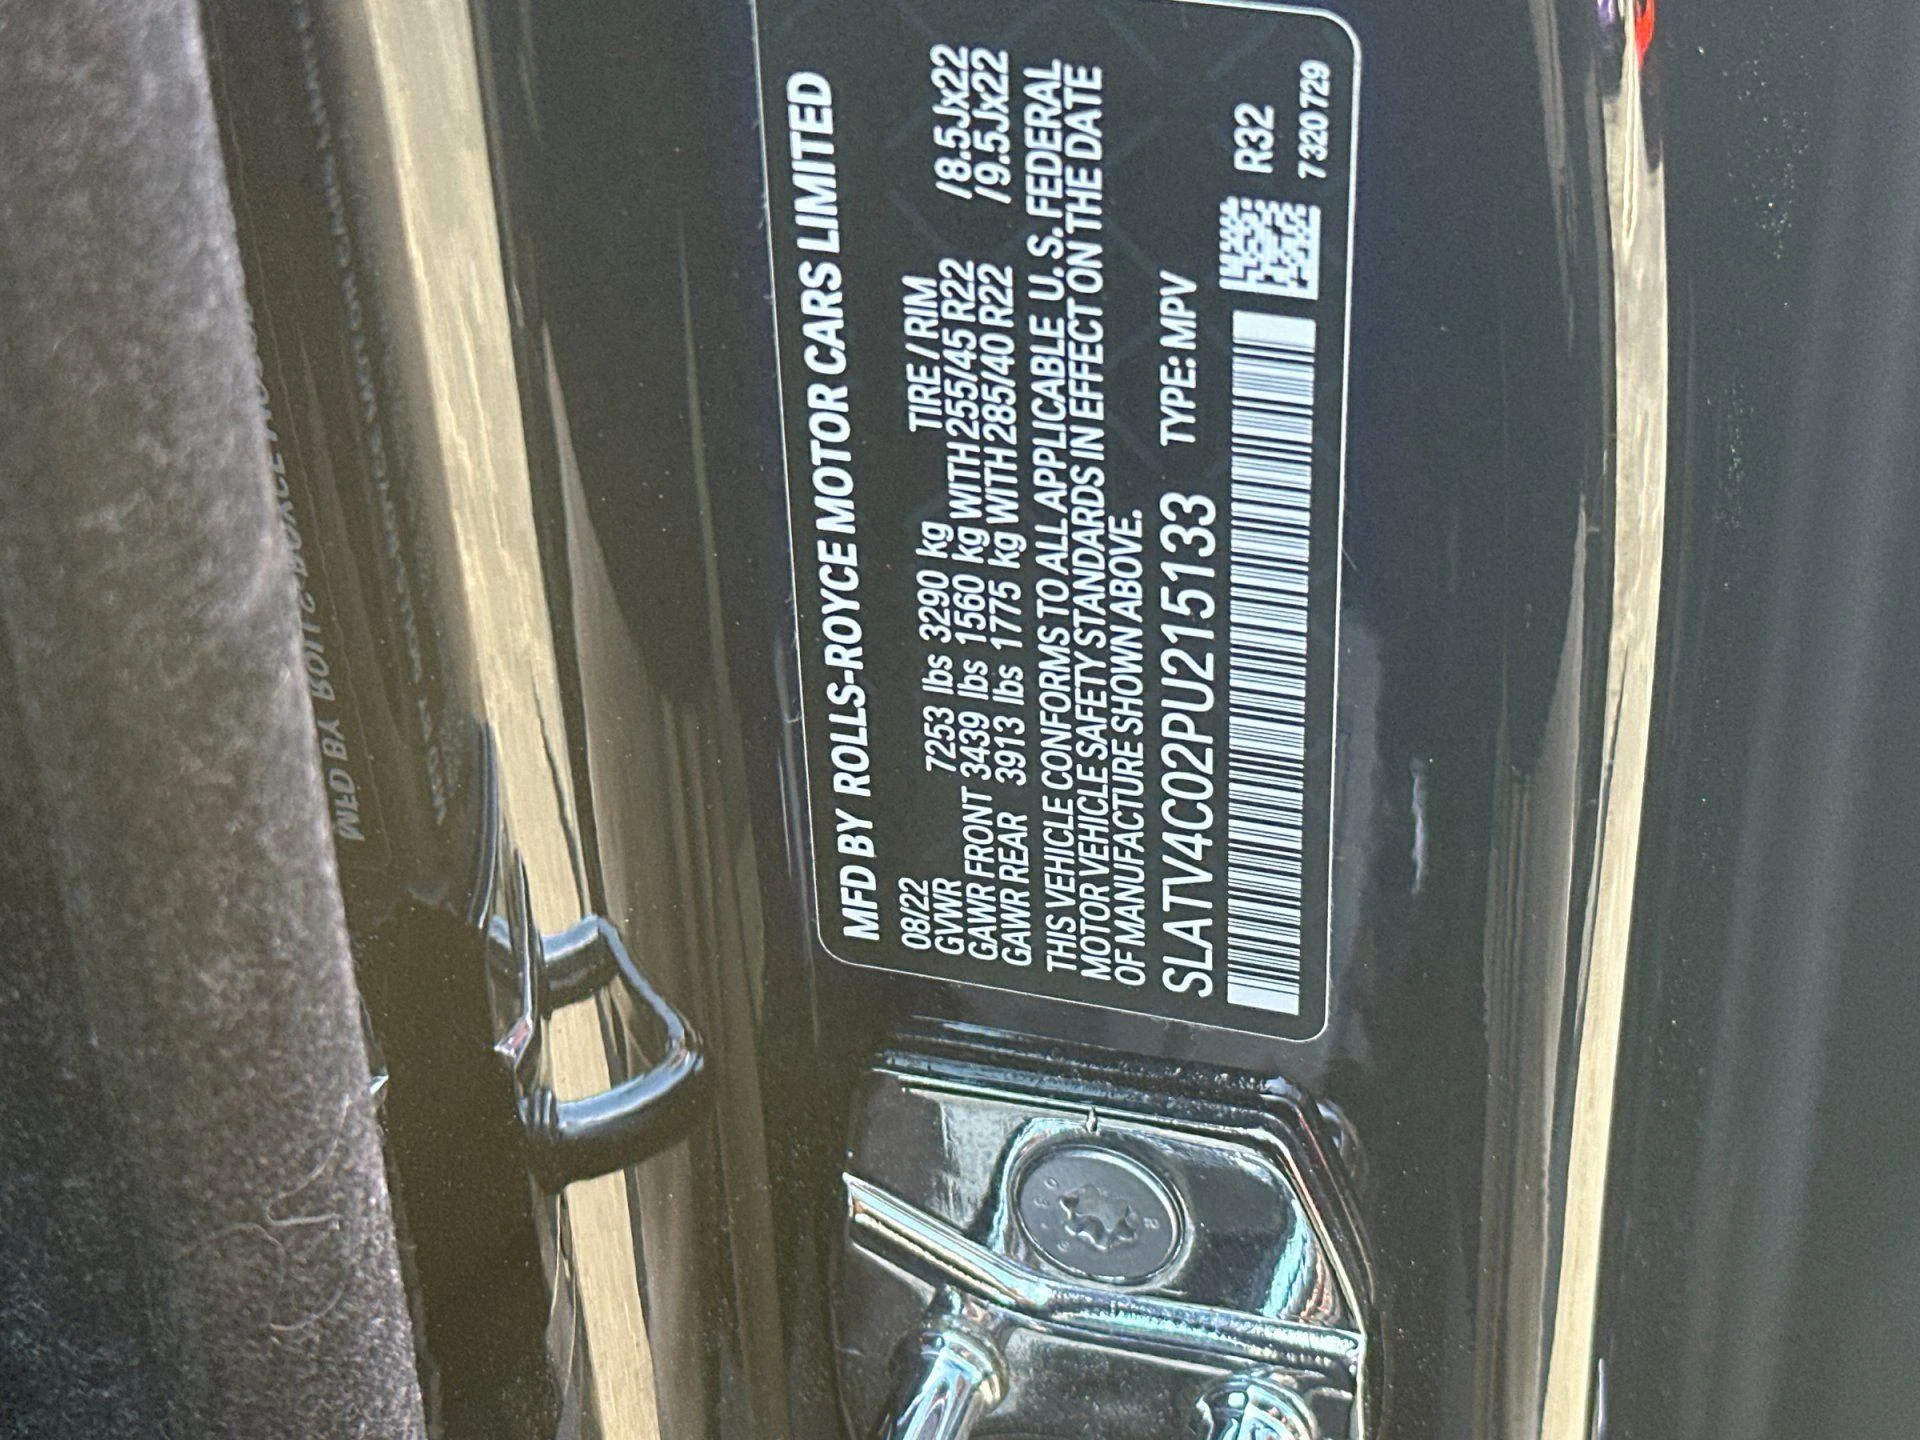 MFD BY ROLLS-ROYCE MOTOR CARS LIMITED
08/22
GVWR 7253 lbs 3290 kg TIRE / RIM
GAWR FRONT 3439 lbs 1560 kg WITH 255/45 R22 /8.5Jx22
GAWR REAR 3913 lbs 1775 kg WITH 285/40 R22 /9.5Jx22
THIS VEHICLE CONFORMS TO ALL APPLICABLE U. S. FEDERAL
MOTOR VEHICLE SAFETY STANDARDS IN EFFECT ON THE DATE
OF MANUFACTURE SHOWN ABOVE.
SLATV4C02PU215133 TYPE: MPV
R32
7320729